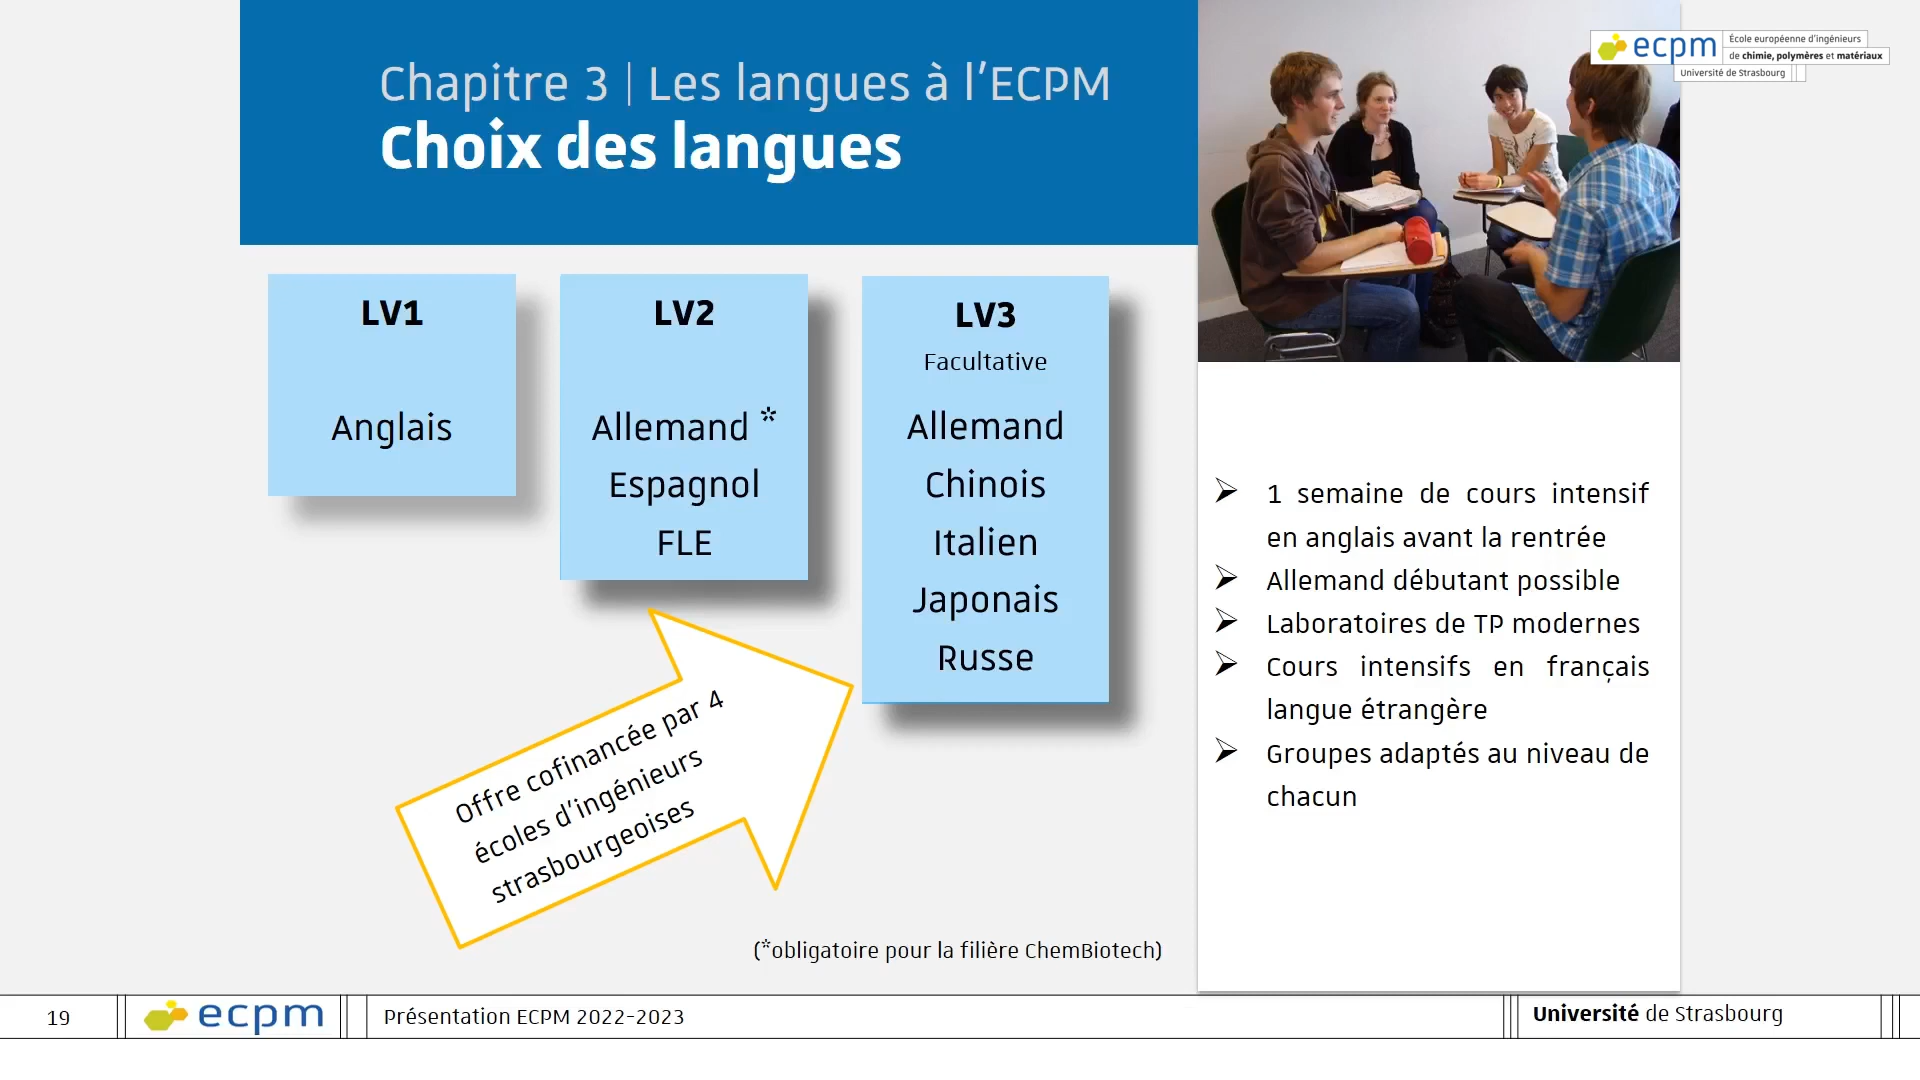 Chapitre 3 | Les langues à l'ECPM
Choix des langues
ecpm
École européenne d'ingénieurs
de chimie, polymères et matériaux
Université de Strasbourg
LV1
Anglais
LV2
Allemand *
Espagnol
FLE
LV3
Facultative
Allemand
Chinois
Italien
Japonais
Russe
Offre cofinancée par 4
écoles d'ingénieurs
strasbourgeoises
(*obligatoire pour la filière ChemBiotech)
➢ 1 semaine de cours intensif
en anglais avant la rentrée
➢ Allemand débutant possible
➢ Laboratoires de TP modernes
➢ Cours intensifs en français
langue étrangère
➢ Groupes adaptés au niveau de
chacun
19
ecpm
Présentation ECPM 2022-2023
Université de Strasbourg